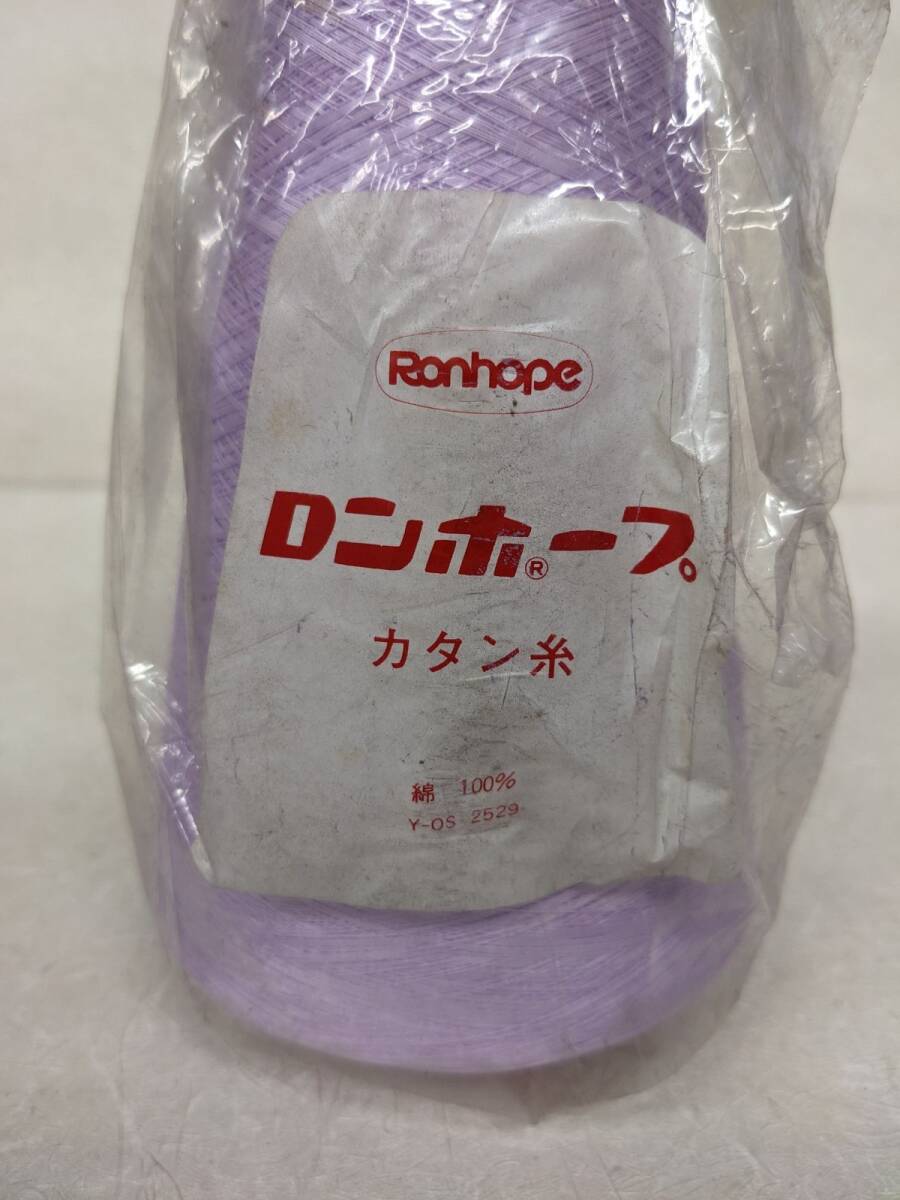 Ronhope
ロンホ®ープ
カタン糸
綿 100%
Y-OS 2529